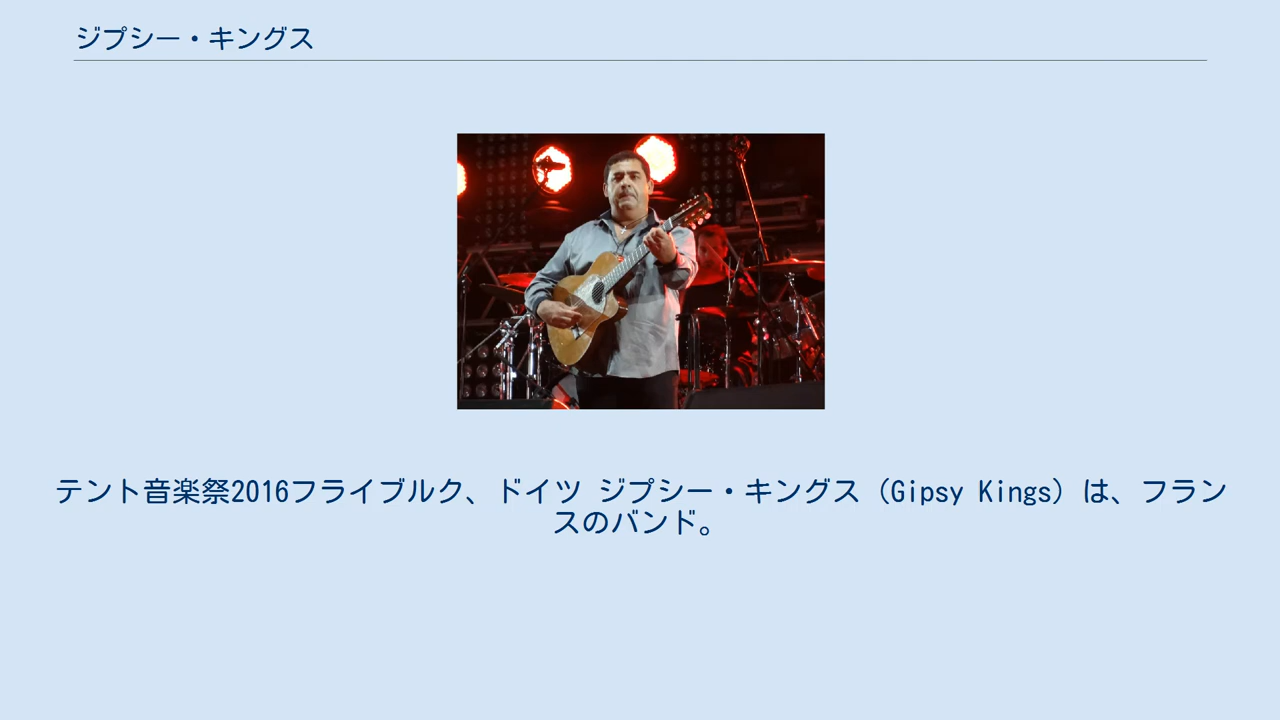 ジプシー・キングス
テント音楽祭2016フライブルク、ドイツ ジプシー・キングス（Gipsy Kings）は、フラン
スのバンド。